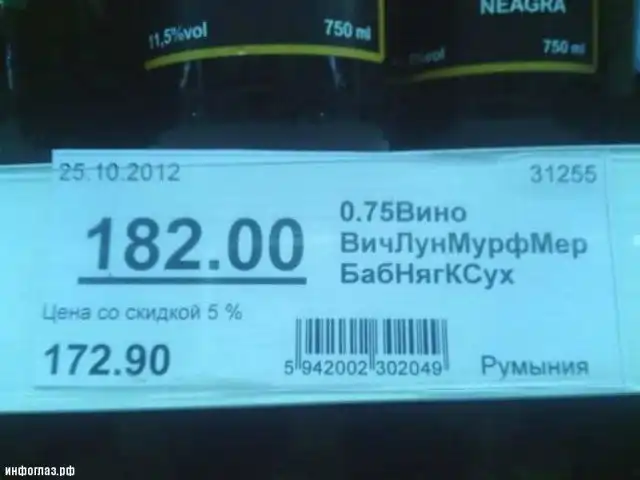 NEAGRA
11,5%vol
750 ml
%vol
750 ml
25.10.2012
31255
182.00
0.75Вино
ВичЛунМурфМер
БабНягКСух
Цена со скидкой 5 %
172.90
5 942002 302049
Румыния
инфоглаз.рф